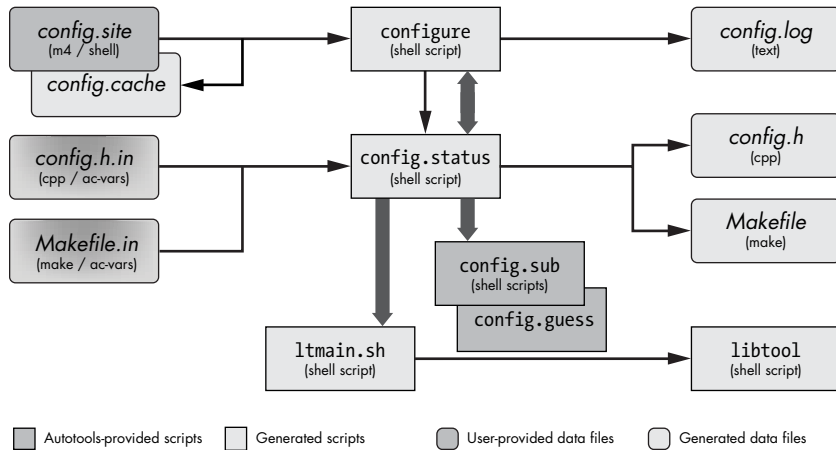 config.site
(m4 / shell)
config.cache
configure
(shell script)
config.log
(text)
config.h.in
(cpp / ac-vars)
config.status
(shell script)
config.h
(cpp)
Makefile.in
(make / ac-vars)
Makefile
(make)
config.sub
(shell scripts)
config.guess
ltmain.sh
(shell script)
libtool
(shell script)
Autotools-provided scripts
Generated scripts
User-provided data files
Generated data files